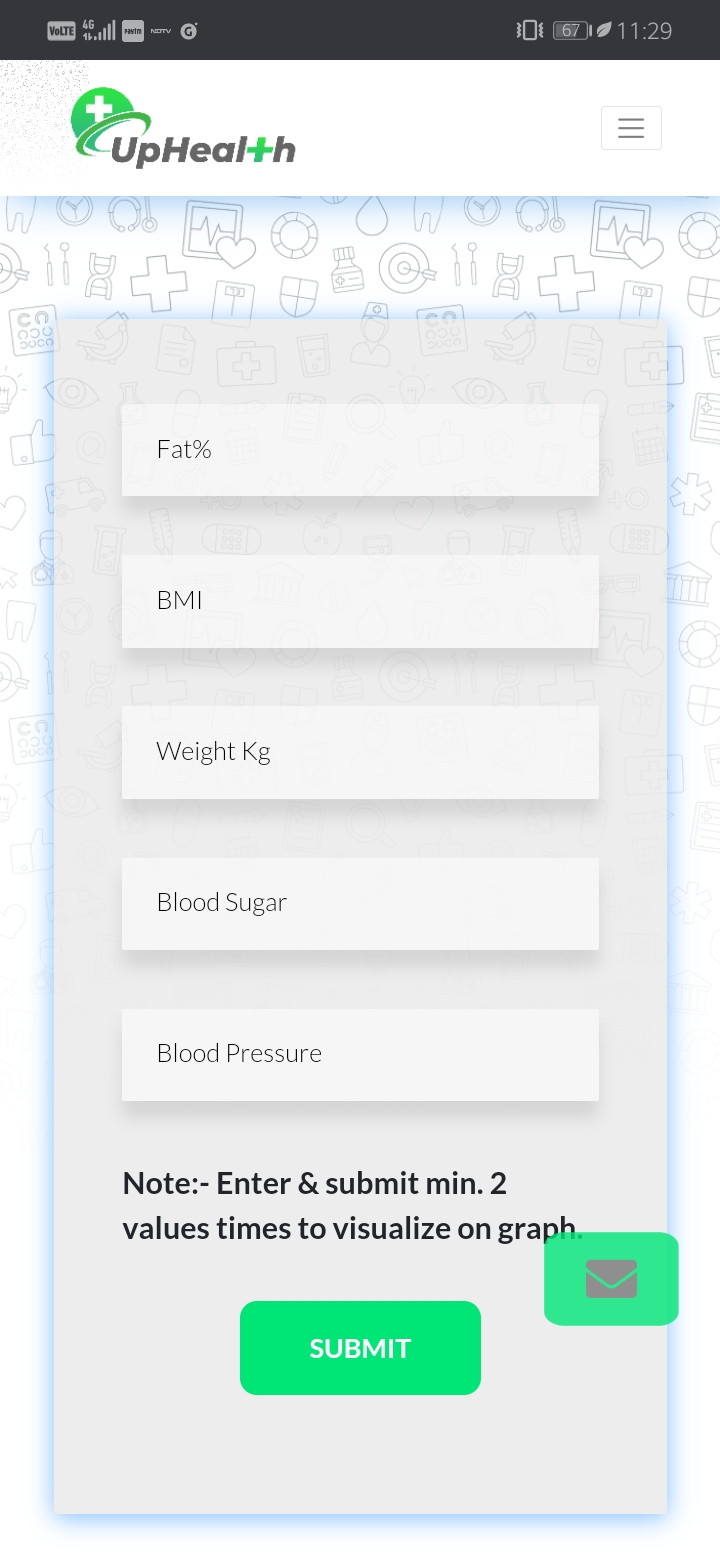 VoLTE 4G Paytm NDTV G 67 11:29
UpHealth
Fat%
BMI
Weight Kg
Blood Sugar
Blood Pressure
Note:- Enter & submit min. 2
values times to visualize on graph.
SUBMIT